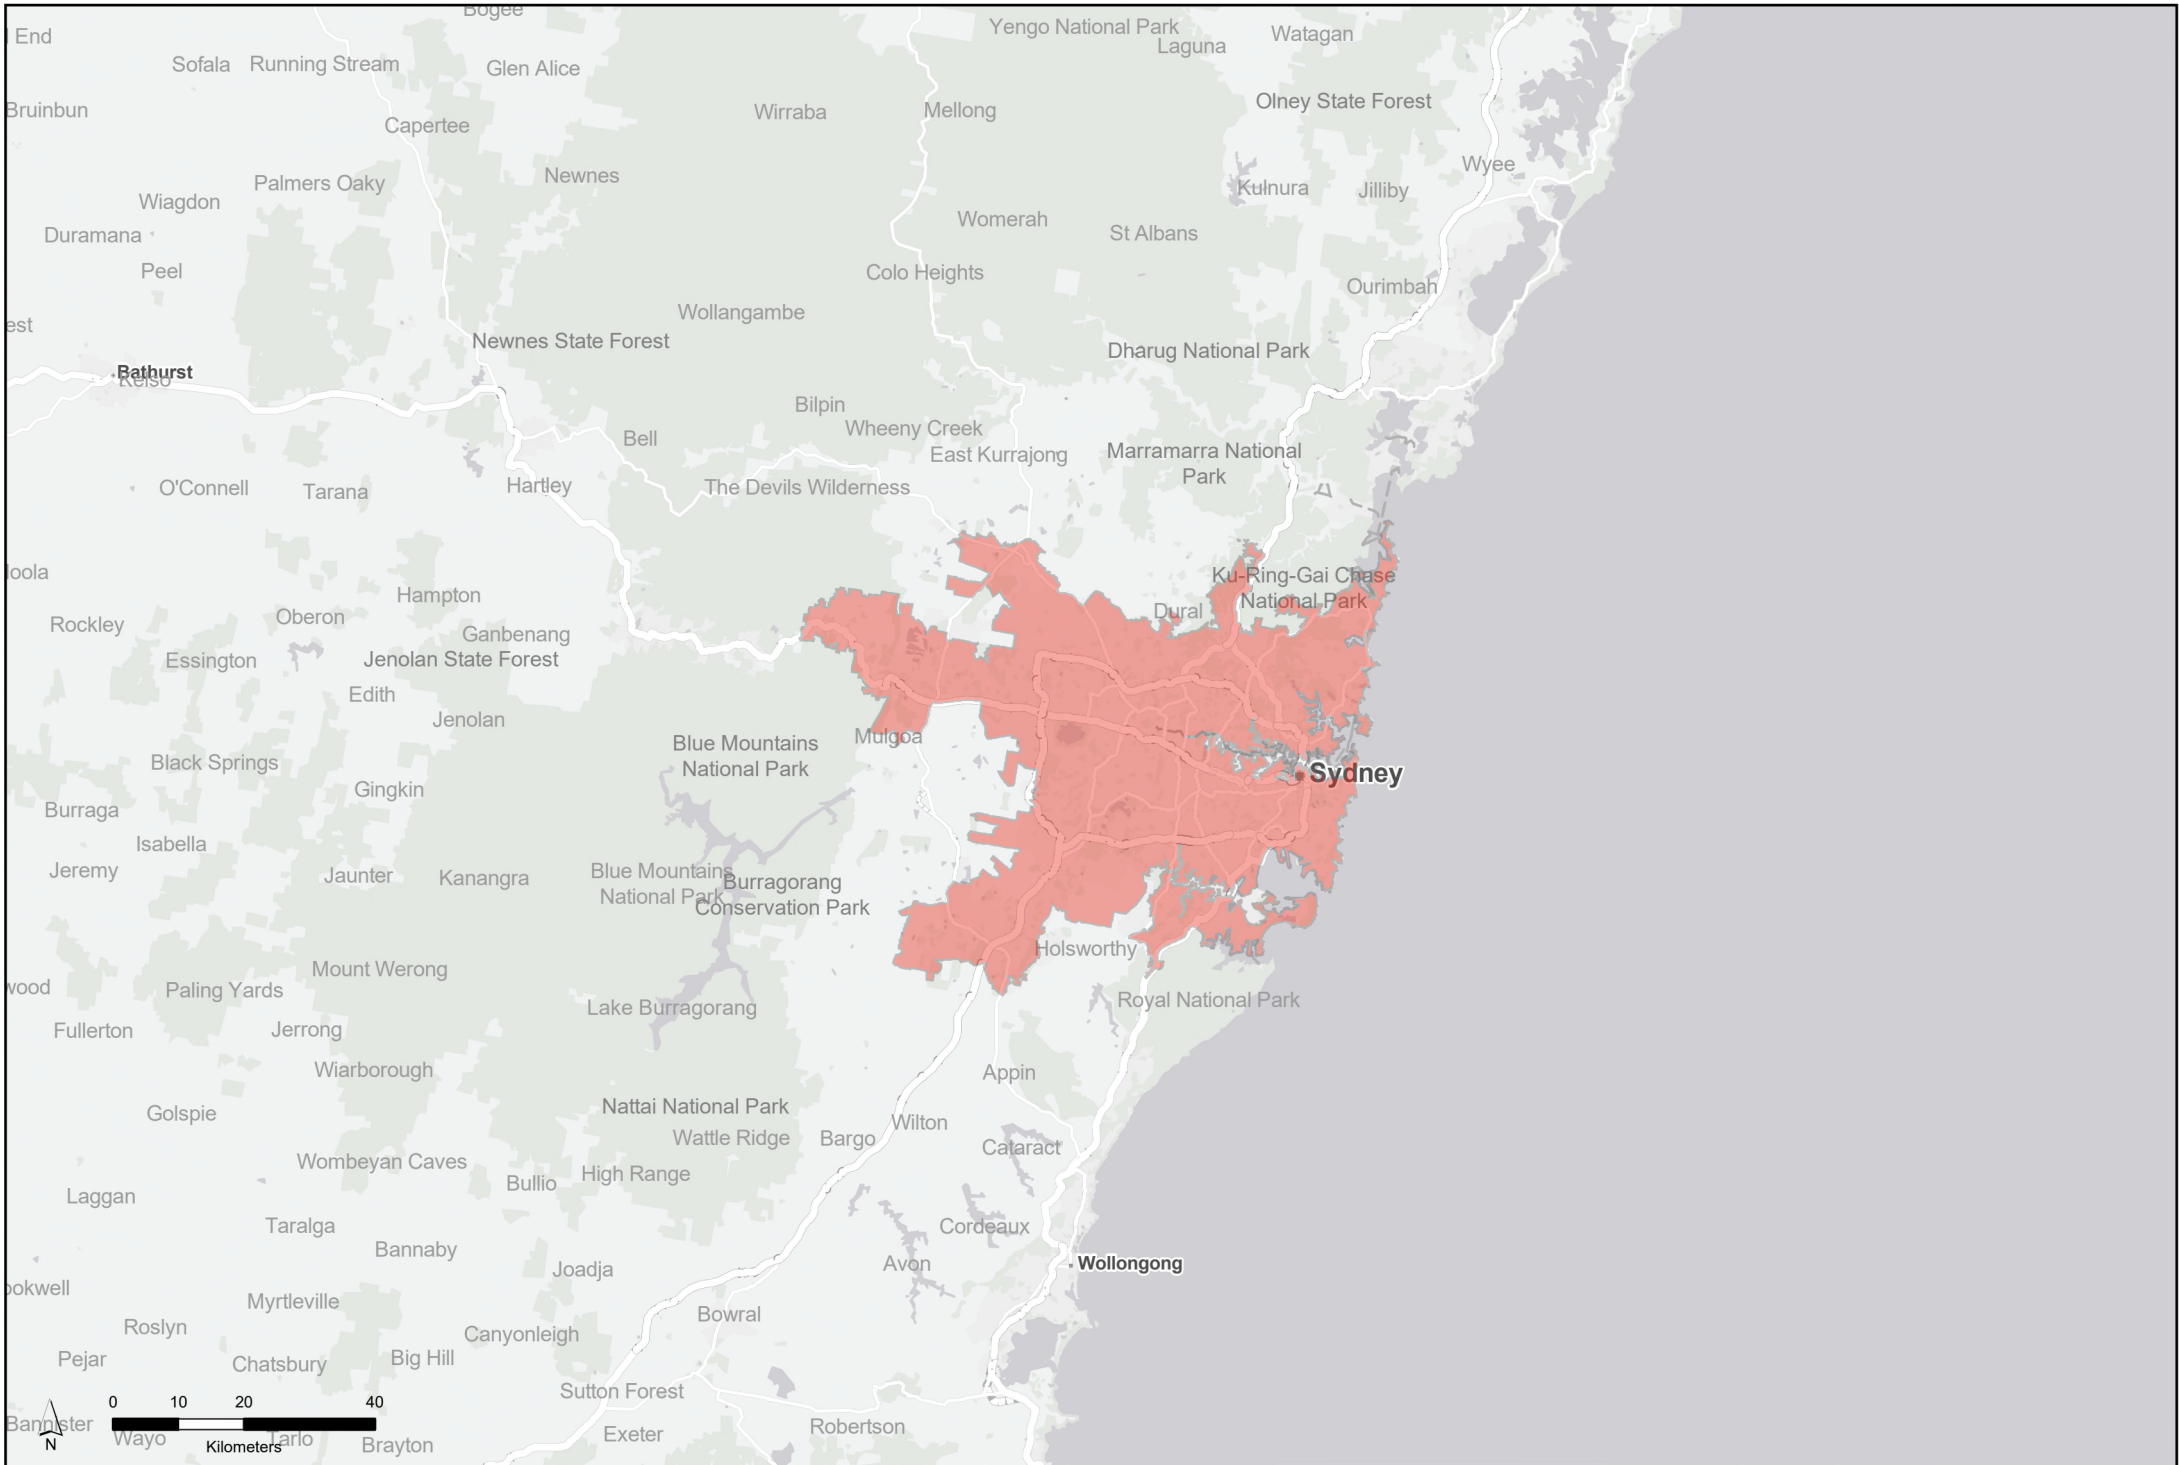 Bogee
Yengo National Park
End
Watagan
Laguna
Sofala
Running Stream
Glen Alice
Olney State Forest
Bruinbun
Wirraba
Mellong
Capertee
Wyee
Newnes
Palmers Oaky
Kulnura
Jilliby
Wiagdon
Womerah
St Albans
Duramana
Peel
Colo Heights
Ourimbah
Wollangambe
est
Newnes State Forest
Dharug National Park
Bathurst
Kelso
Bilpin
Wheeny Creek
Bell
East Kurrajong
Marramarra National
Park
O'Connell
Tarana
Hartley
The Devils Wilderness
loola
Ku-Ring-Gai Chase
National Park
Hampton
Dural
Oberon
Rockley
Ganbenang
Essington
Jenolan State Forest
Edith
Jenolan
Mulgoa
Blue Mountains
National Park
Black Springs
Sydney
Gingkin
Burraga
Isabella
Jeremy
Jaunter
Kanangra
Blue Mountains
National Park
Burragorang
Conservation Park
Holsworthy
Mount Werong
wood
Paling Yards
Royal National Park
Lake Burragorang
Fullerton
Jerrong
Wiarborough
Appin
Golspie
Nattai National Park
Wilton
Wattle Ridge
Bargo
Cataract
Wombeyan Caves
High Range
Bullio
Laggan
Taralga
Cordeaux
Bannaby
Avon
Wollongong
Joadja
ookwell
Myrtleville
Bowral
Roslyn
Canyonleigh
Pejar
Chatsbury
Big Hill
Sutton Forest
0 10 20 40
Kilometers
N
Bannister
Wayo
Tarlo
Brayton
Exeter
Robertson